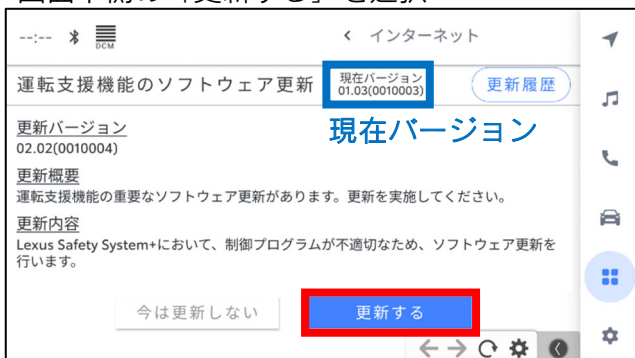 画面下側の「更新する」を選択
--:--
DCM
インターネット
運転支援機能のソフトウェア更新
現在バージョン
01.03(0010003)
更新履歴
現在バージョン
更新バージョン
02.02(0010004)
更新概要
運転支援機能の重要なソフトウェア更新があります。更新を実施してください。
更新内容
Lexus Safety System+において、制御プログラムが不適切なため、ソフトウェア更新を
行います。
今は更新しない
更新する